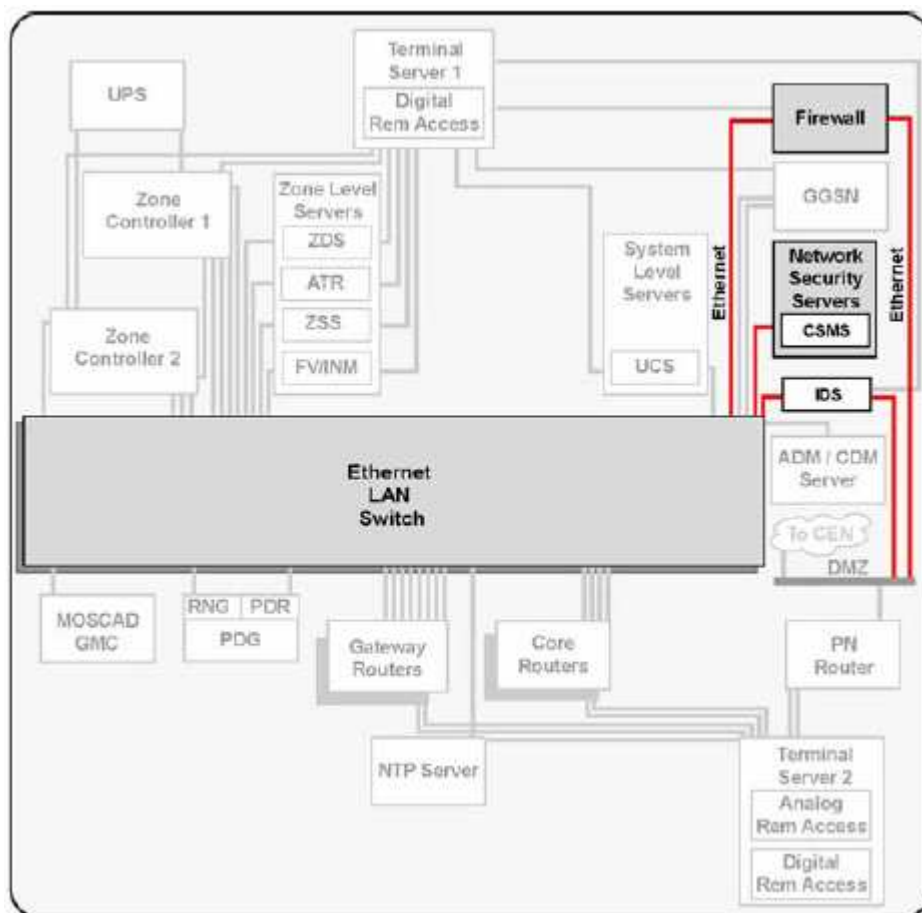 Terminal
Server 1
Digital
Rem Access
UPS
Firewall
Zone
Controller 1
Zone Level
Servers
ZDS
ATR
ZSS
FV/INM
GGSN
System
Level
Servers
UCS
Ethernet
Network
Security
Servers
CSMS
Ethernet
Zone
Controller 2
IDS
Ethernet
LAN
Switch
ADM / CDM
Server
To CEN
DMZ
MOSCAD
GMC
RNG PDR
PDG
Gateway
Routers
Core
Routers
PN
Router
NTP Server
Terminal
Server 2
Analog
Rem Access
Digital
Rem Access